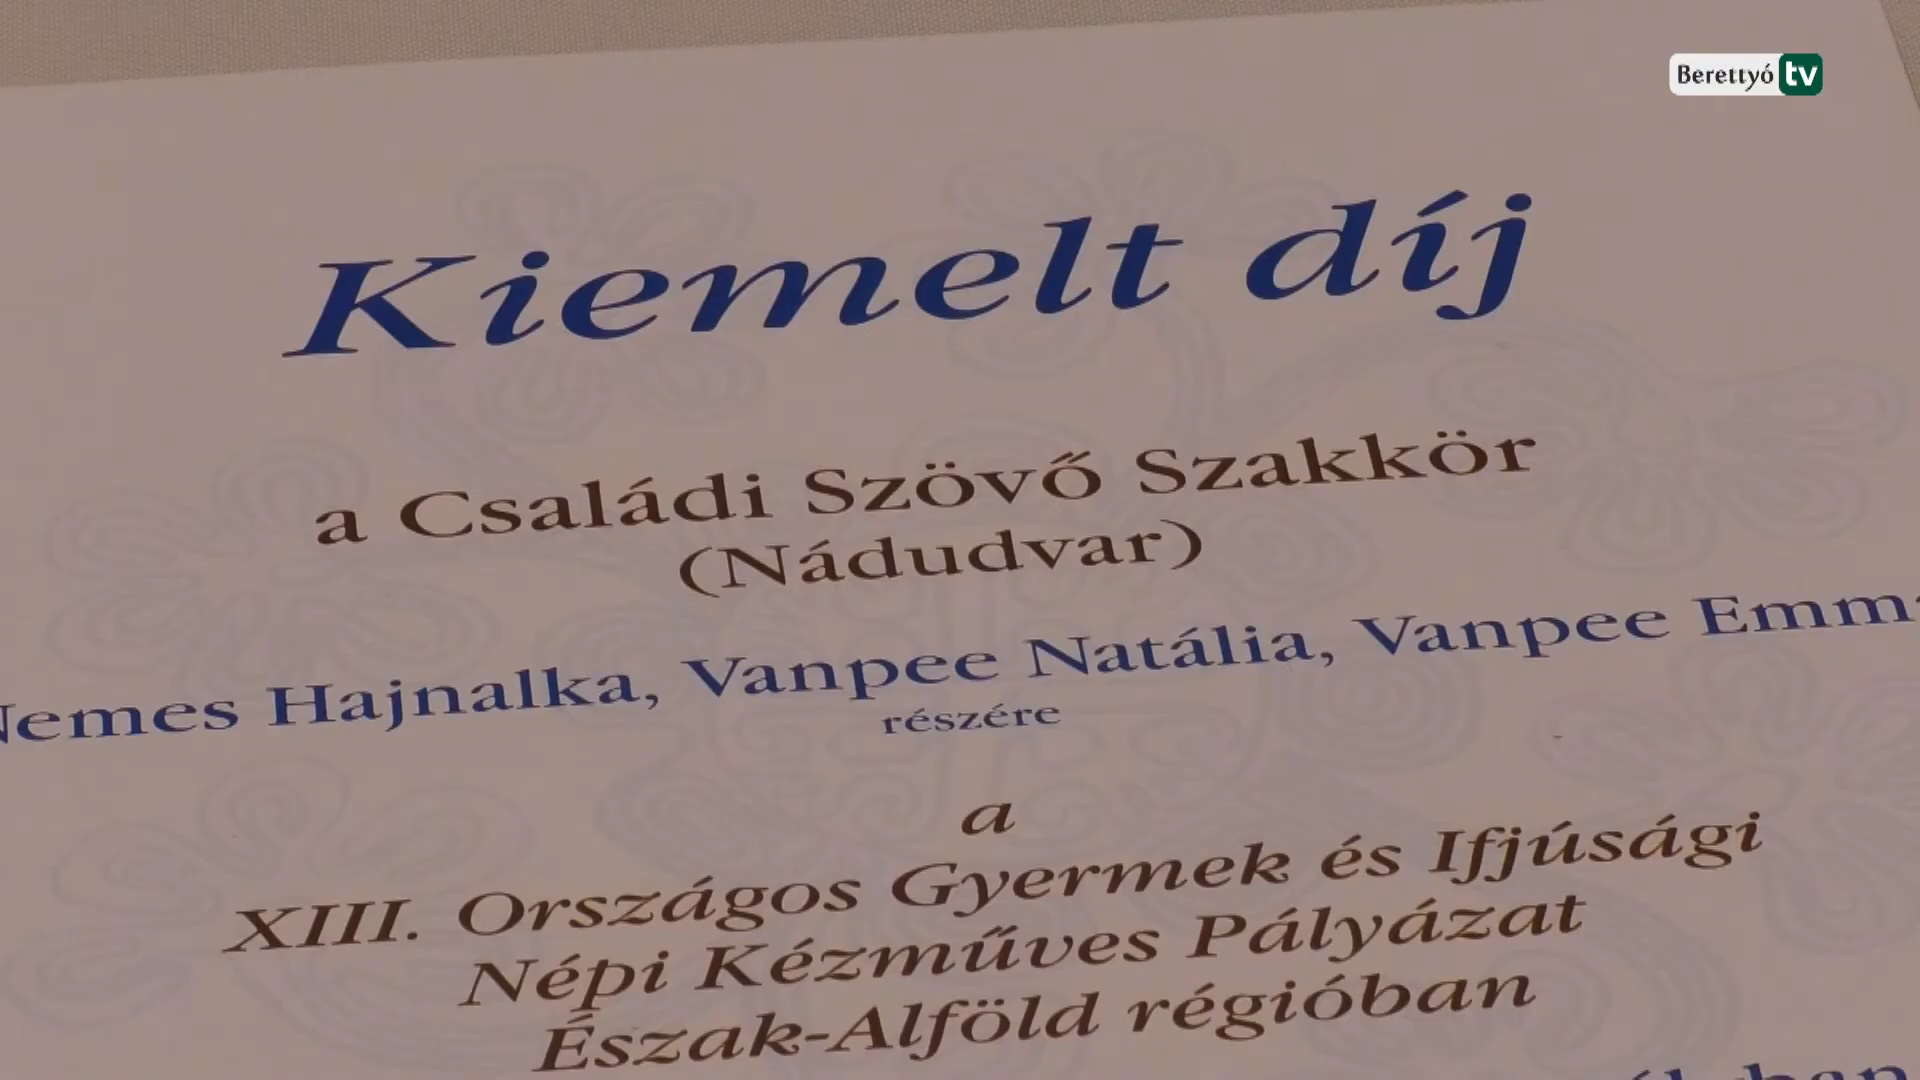 Berettyó tv
Kiemelt díj
a Családi Szövő Szakkör
(Nádudvar)
Nemes Hajnalka, Vanpee Natália, Vanpee Emma
részére
a
XIII. Országos Gyermek és Ifjúsági
Népi Kézműves Pályázat
Észak-Alföld régióban